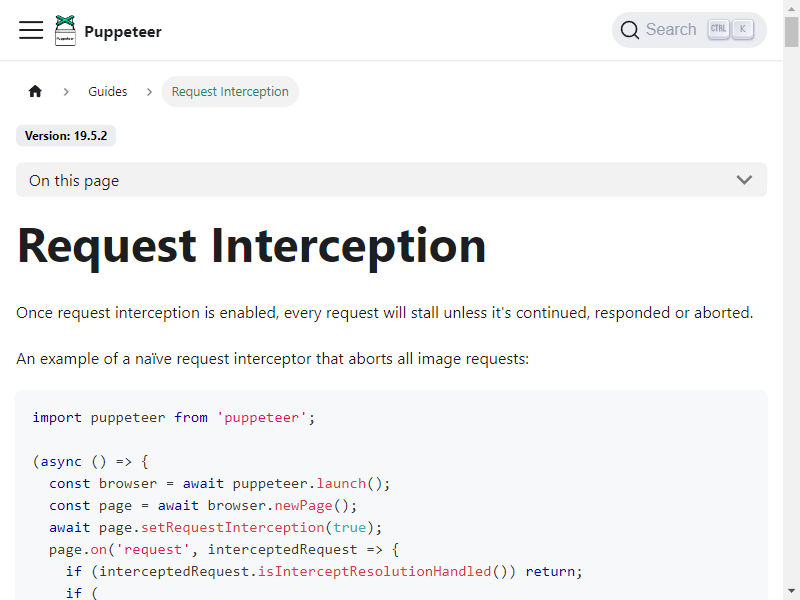 Puppeteer
Puppeteer
Search CTRL K
Guides
Request Interception
Version: 19.5.2
On this page
Request Interception
Once request interception is enabled, every request will stall unless it's continued, responded or aborted.
An example of a naïve request interceptor that aborts all image requests:
import puppeteer from 'puppeteer';
(async () => {
const browser = await puppeteer.launch();
const page = await browser.newPage();
await page.setRequestInterception(true);
page.on('request', interceptedRequest => {
if (interceptedRequest.isInterceptResolutionHandled()) return;
if (